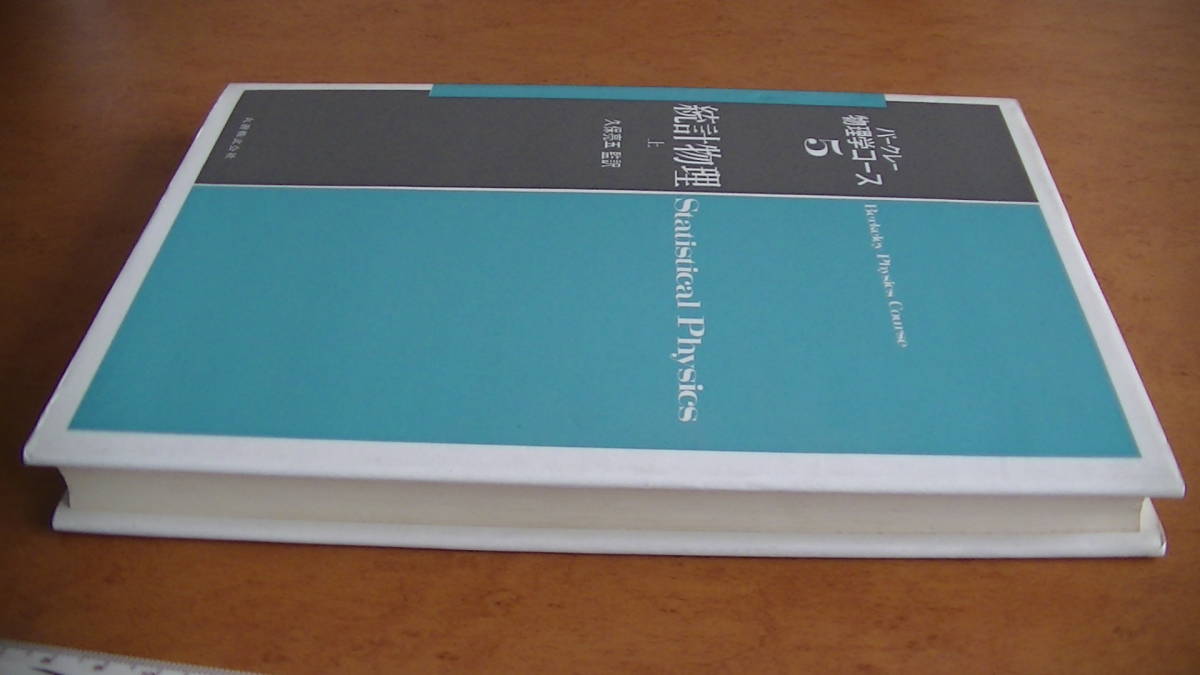 バークレー
物理学コース
5
Berkeley Physics Course
統計物理 Statistical Physics
上
久保亮五 監訳
丸善株式会社